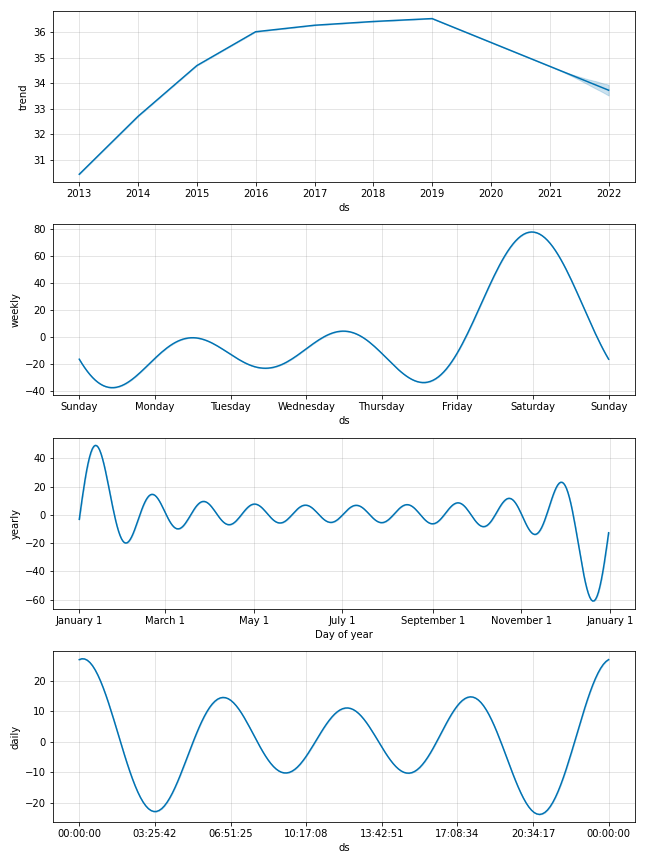 trend
36
35
34
33
32
31
2013 2014 2015 2016 2017 2018 2019 2020 2021 2022
ds
weekly
80
60
40
20
0
−20
−40
Sunday Monday Tuesday Wednesday Thursday Friday Saturday Sunday
ds
yearly
40
20
0
−20
−40
−60
January 1 March 1 May 1 July 1 September 1 November 1 January 1
Day of year
daily
20
10
0
−10
−20
00:00:00 03:25:42 06:51:25 10:17:08 13:42:51 17:08:34 20:34:17 00:00:00
ds